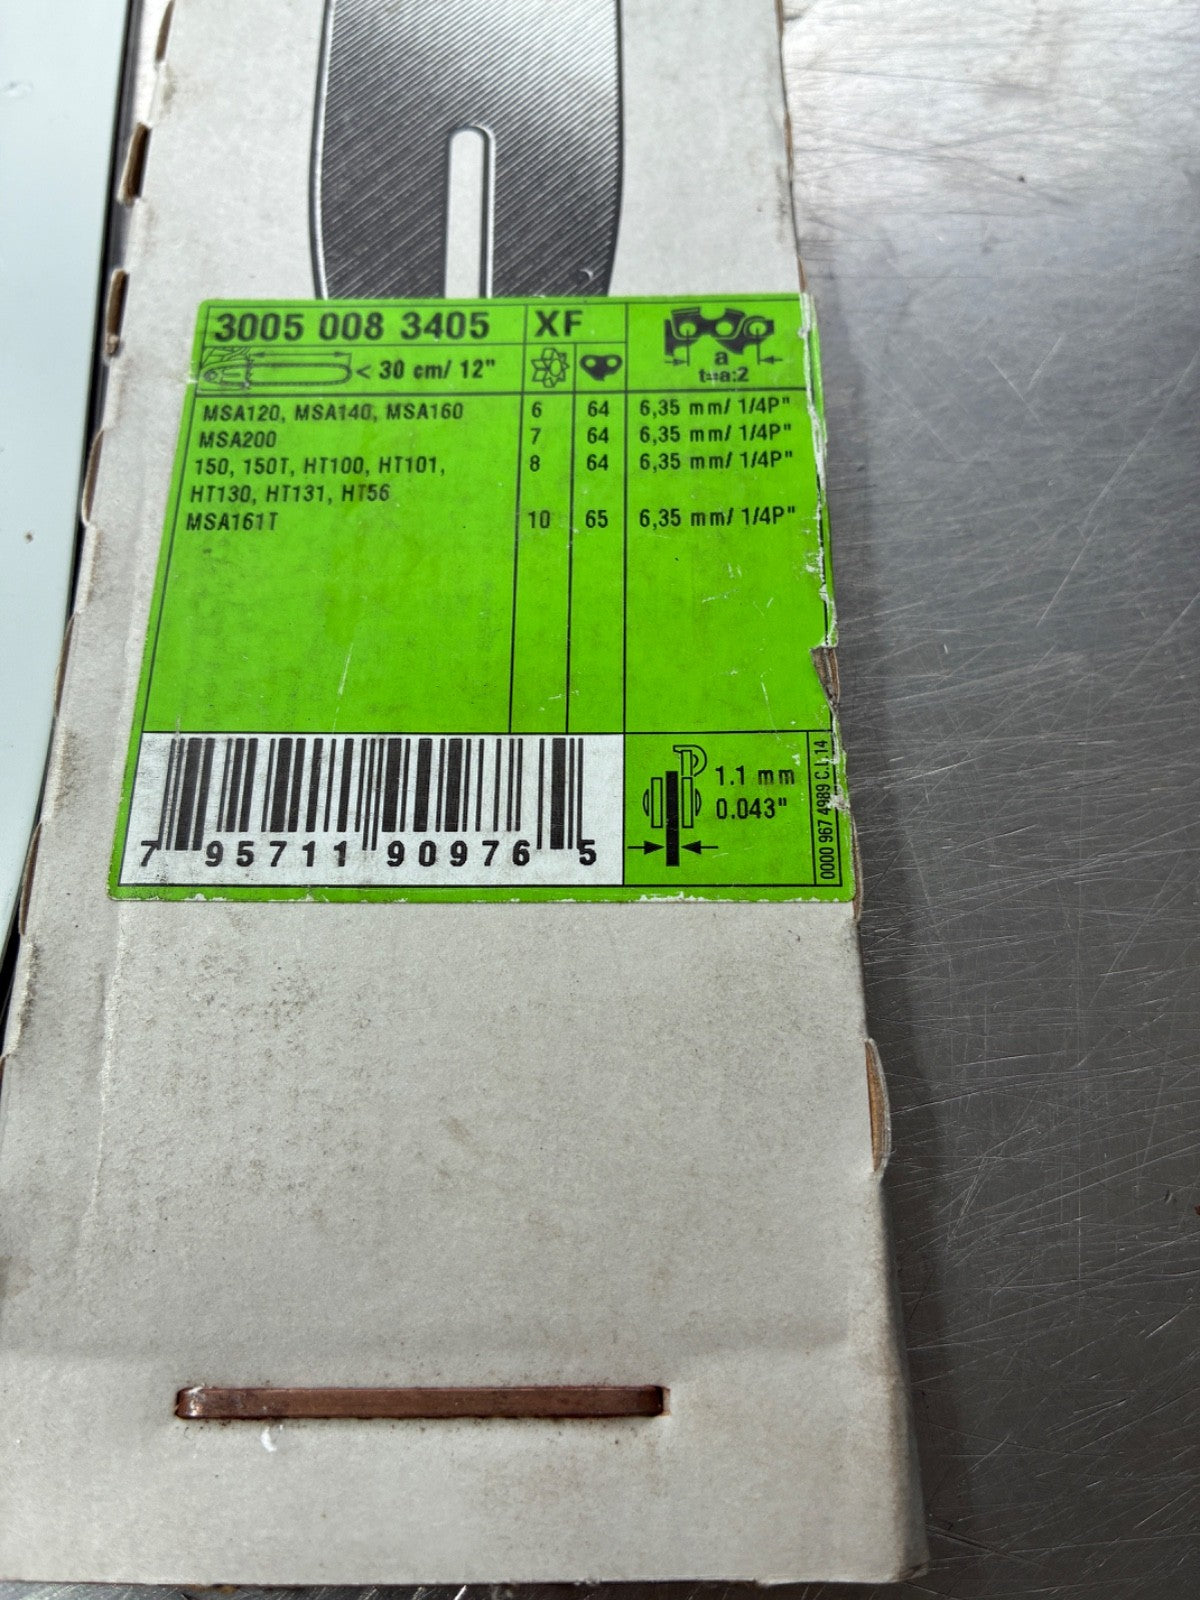 3005 008 3405 XF
a
t=a:2
< 30 cm/ 12"
MSA120, MSA140, MSA160 6 64 6,35 mm/ 1/4P"
MSA200 7 64 6,35 mm/ 1/4P"
150, 150T, HT100, HT101, 8 64 6,35 mm/ 1/4P"
HT130, HT131, HT56
MSA161T 10 65 6,35 mm/ 1/4P"
1.1 mm
0.043"
0000 967 4989 C.L 14
7 95711 90976 5